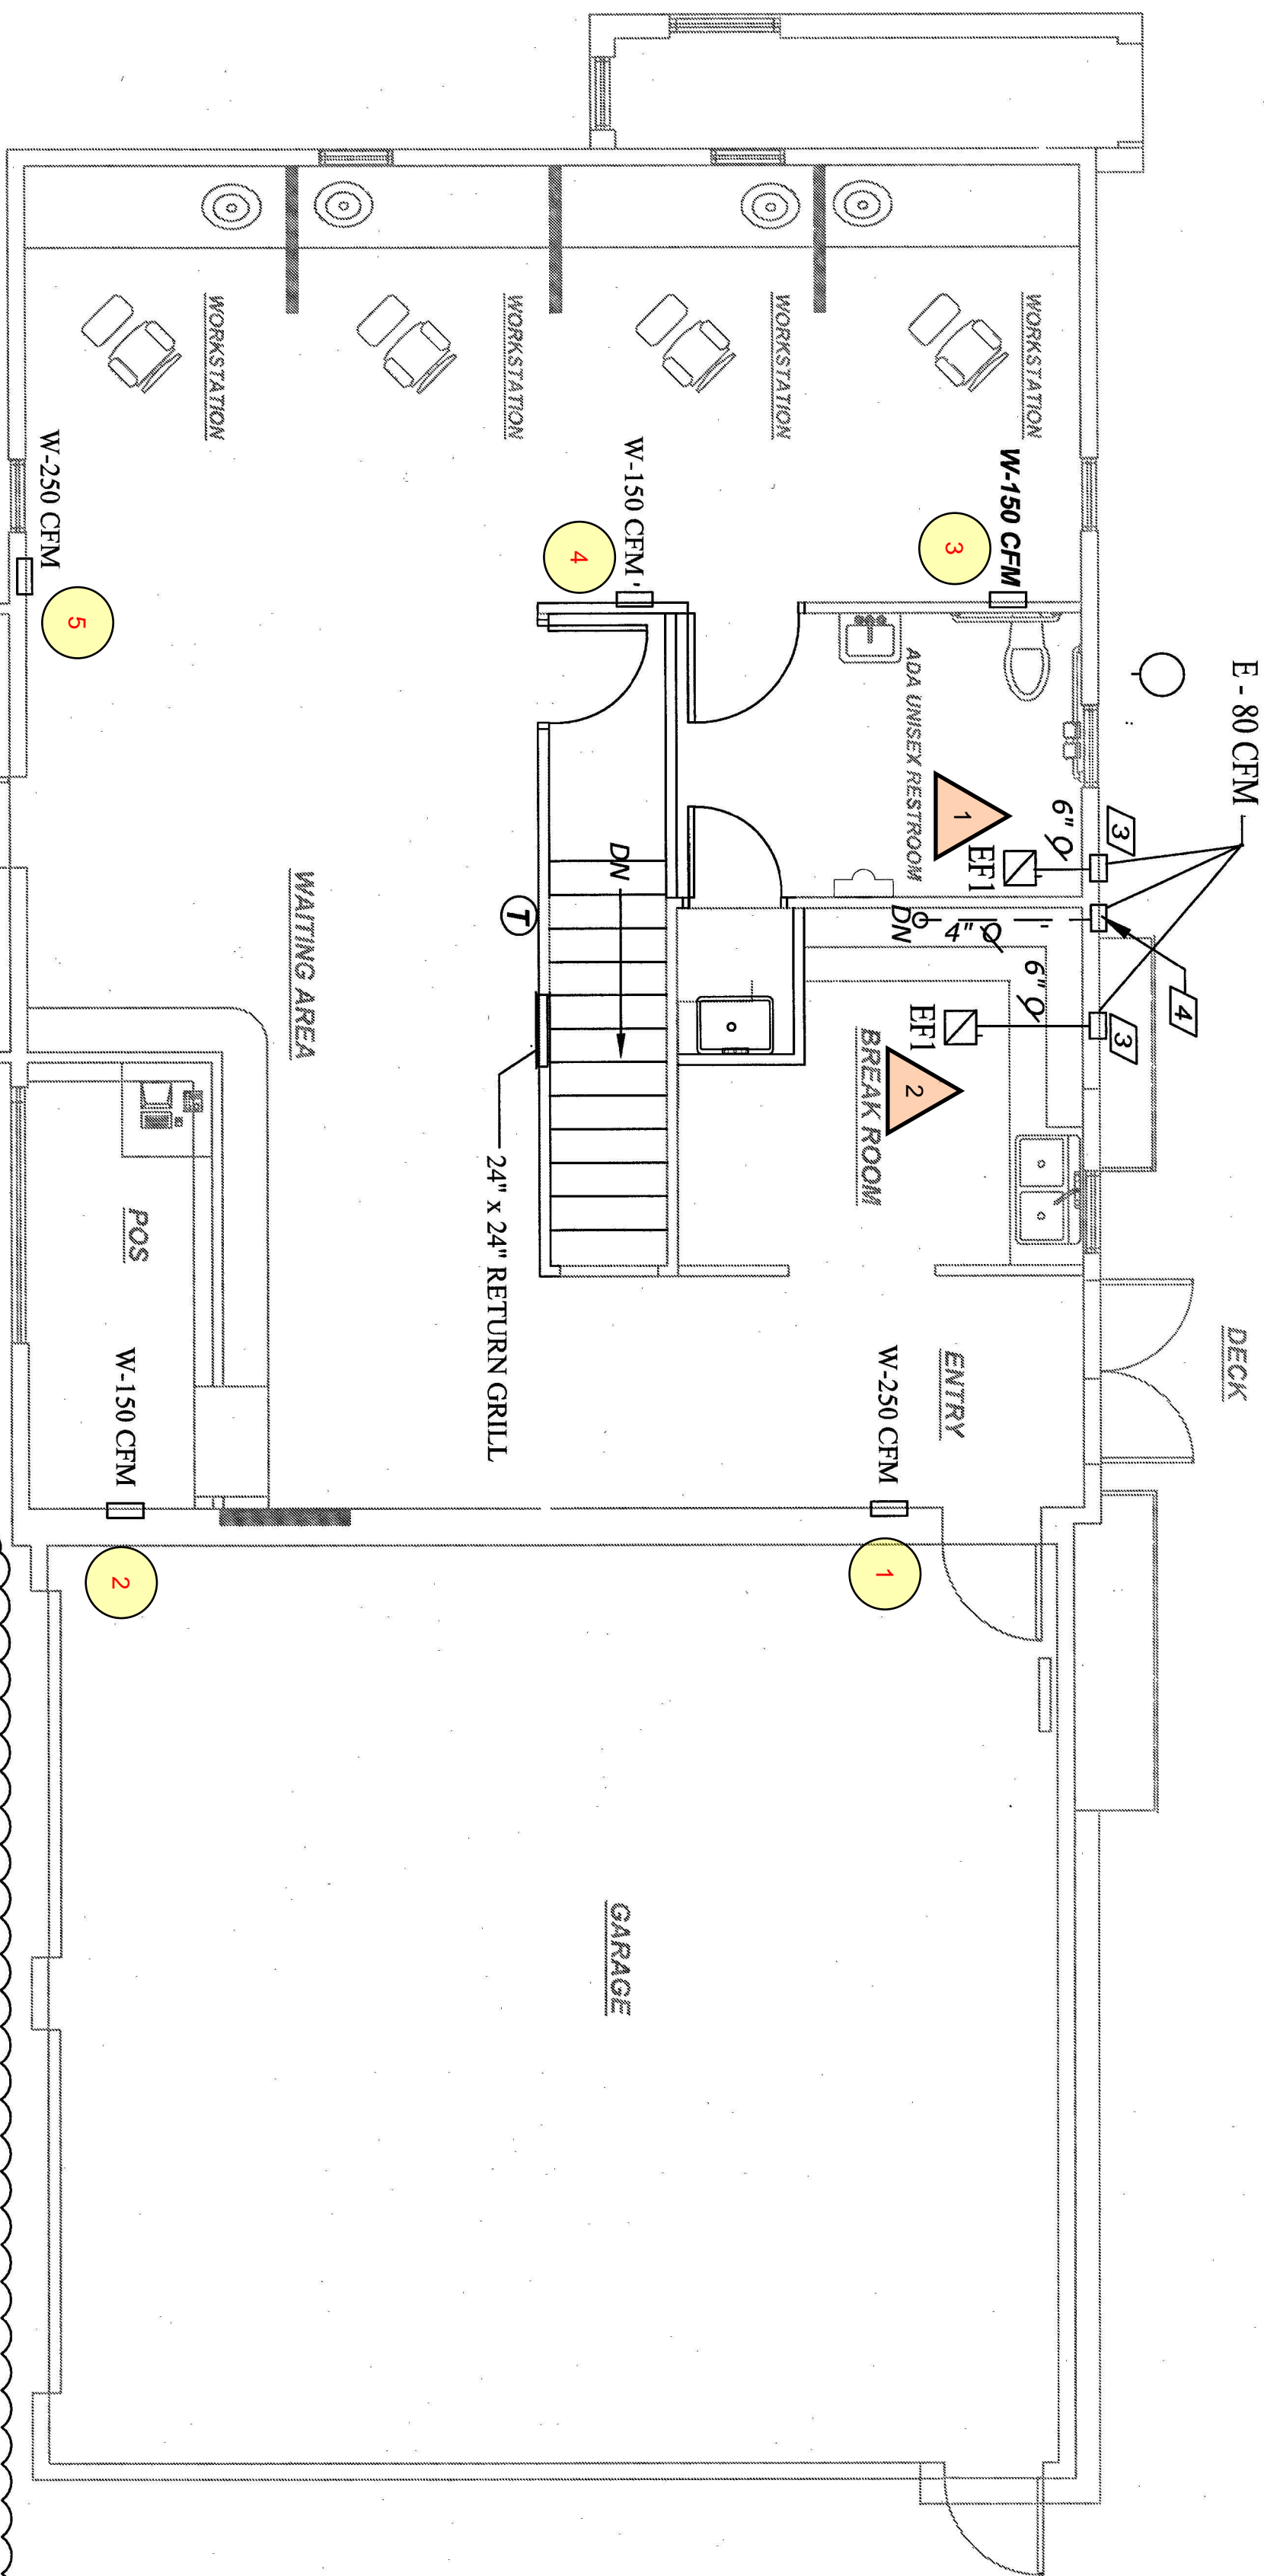 E - 80 CFM
DECK
3
4
3
6" Ø
EF1
1
DN
4" Ø
6" Ø
EF1
2
WORKSTATION
W-150 CFM
3
ADA UNISEX RESTROOM
BREAK ROOM
ENTRY
W-250 CFM
1
WORKSTATION
W-150 CFM
4
DN
GARAGE
WORKSTATION
T
24" x 24" RETURN GRILL
WAITING AREA
WORKSTATION
W-250 CFM
5
POS
W-150 CFM
2